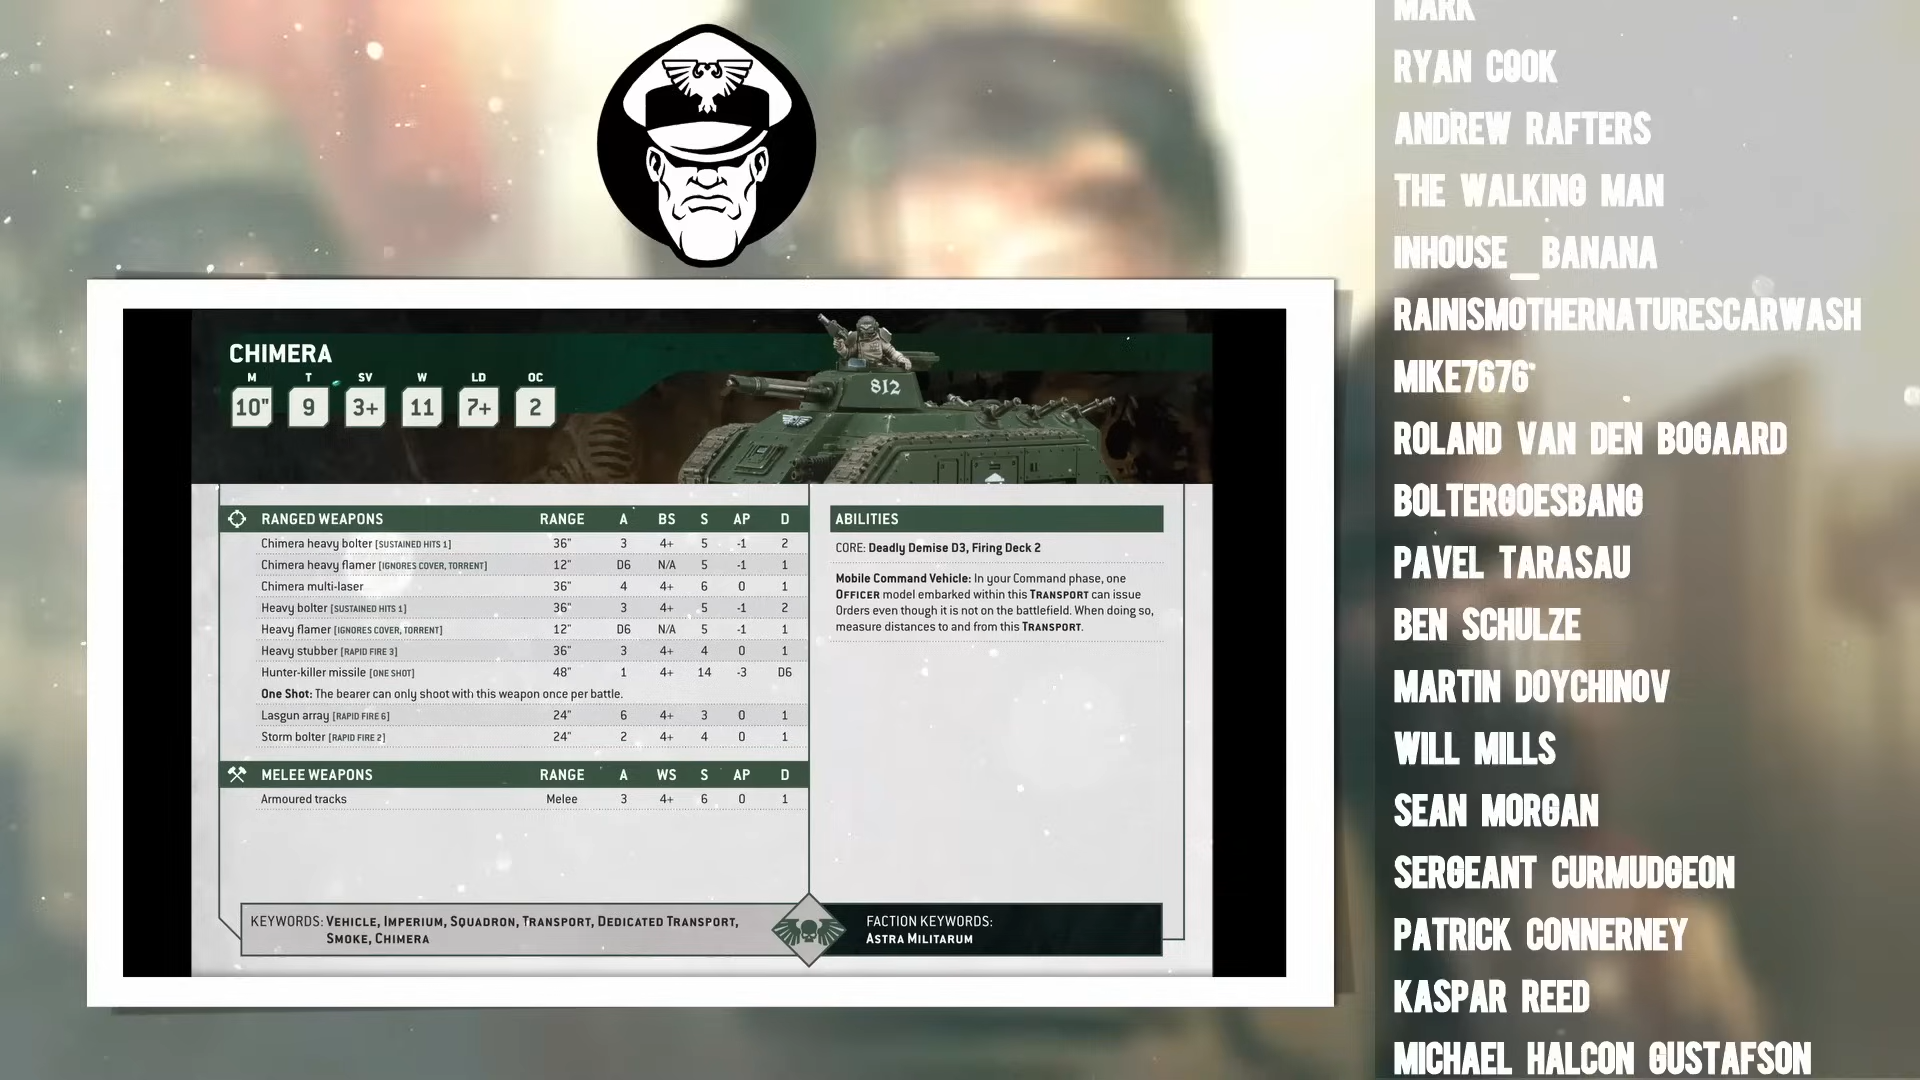 CHIMERA
M T SV W LD OC
10" 9 3+ 11 7+ 2
812
RANGED WEAPONS RANGE A BS S AP D
Chimera heavy bolter [SUSTAINED HITS 1] 36" 3 4+ 5 -1 2
Chimera heavy flamer [IGNORES COVER, TORRENT] 12" D6 N/A 5 -1 1
Chimera multi-laser 36" 4 4+ 6 0 1
Heavy bolter [SUSTAINED HITS 1] 36" 3 4+ 5 -1 2
Heavy flamer [IGNORES COVER, TORRENT] 12" D6 N/A 5 -1 1
Heavy stubber [RAPID FIRE 3] 36" 3 4+ 4 0 1
Hunter-killer missile [ONE SHOT] 48" 1 4+ 14 -3 D6
One Shot: The bearer can only shoot with this weapon once per battle.
Lasgun array [RAPID FIRE 6] 24" 6 4+ 3 0 1
Storm bolter [RAPID FIRE 2] 24" 2 4+ 4 0 1
MELEE WEAPONS RANGE A WS S AP D
Armoured tracks Melee 3 4+ 6 0 1
ABILITIES
CORE: Deadly Demise D3, Firing Deck 2
Mobile Command Vehicle: In your Command phase, one
OFFICER model embarked within this TRANSPORT can issue
Orders even though it is not on the battlefield. When doing so,
measure distances to and from this TRANSPORT.
KEYWORDS: VEHICLE, IMPERIUM, SQUADRON, TRANSPORT, DEDICATED TRANSPORT,
SMOKE, CHIMERA
FACTION KEYWORDS:
ASTRA MILITARUM
MARK
RYAN COOK
ANDREW RAFTERS
THE WALKING MAN
INHOUSE_BANANA
RAINISMOTHERNATURESCARWASH
MIKE7676
ROLAND VAN DEN BOGAARD
BOLTERGOESBANG
PAVEL TARASAU
BEN SCHULZE
MARTIN DOYCHINOV
WILL MILLS
SEAN MORGAN
SERGEANT CURMUDGEON
PATRICK CONNERNEY
KASPAR REED
MICHAEL HALCON GUSTAFSON